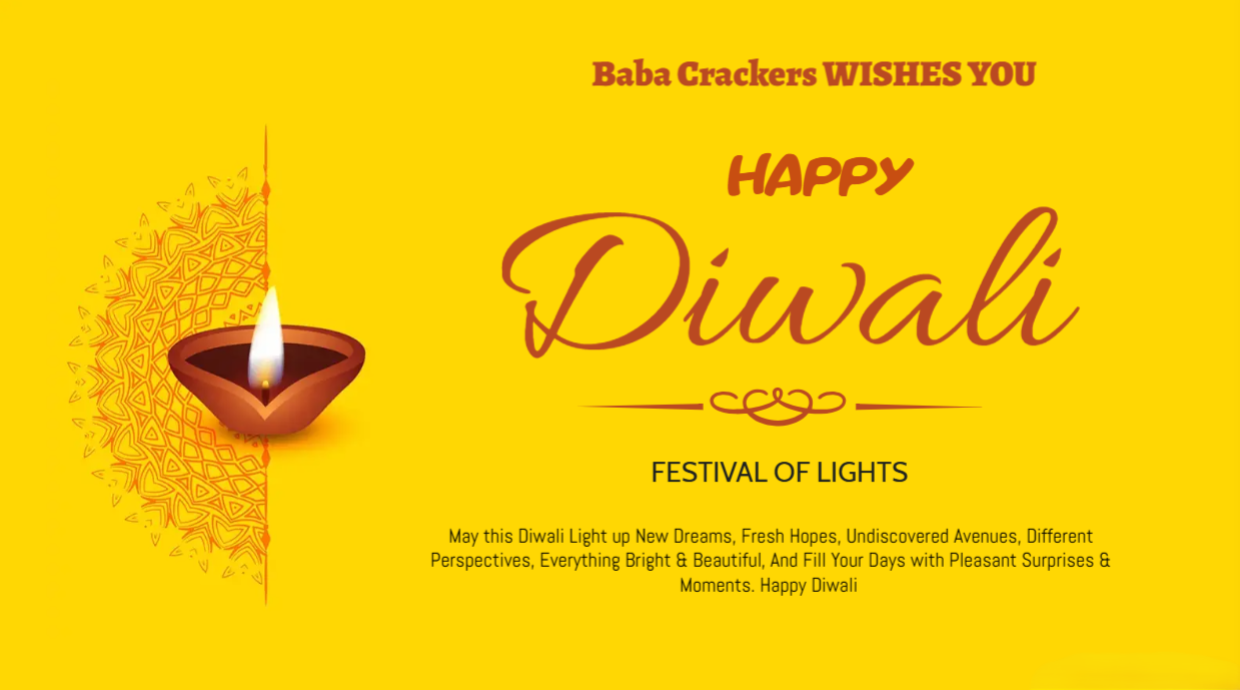 Baba Crackers WISHES YOU
HAPPY
Diwali
FESTIVAL OF LIGHTS
May this Diwali Light up New Dreams, Fresh Hopes, Undiscovered Avenues, Different
Perspectives, Everything Bright & Beautiful, And Fill Your Days with Pleasant Surprises &
Moments. Happy Diwali